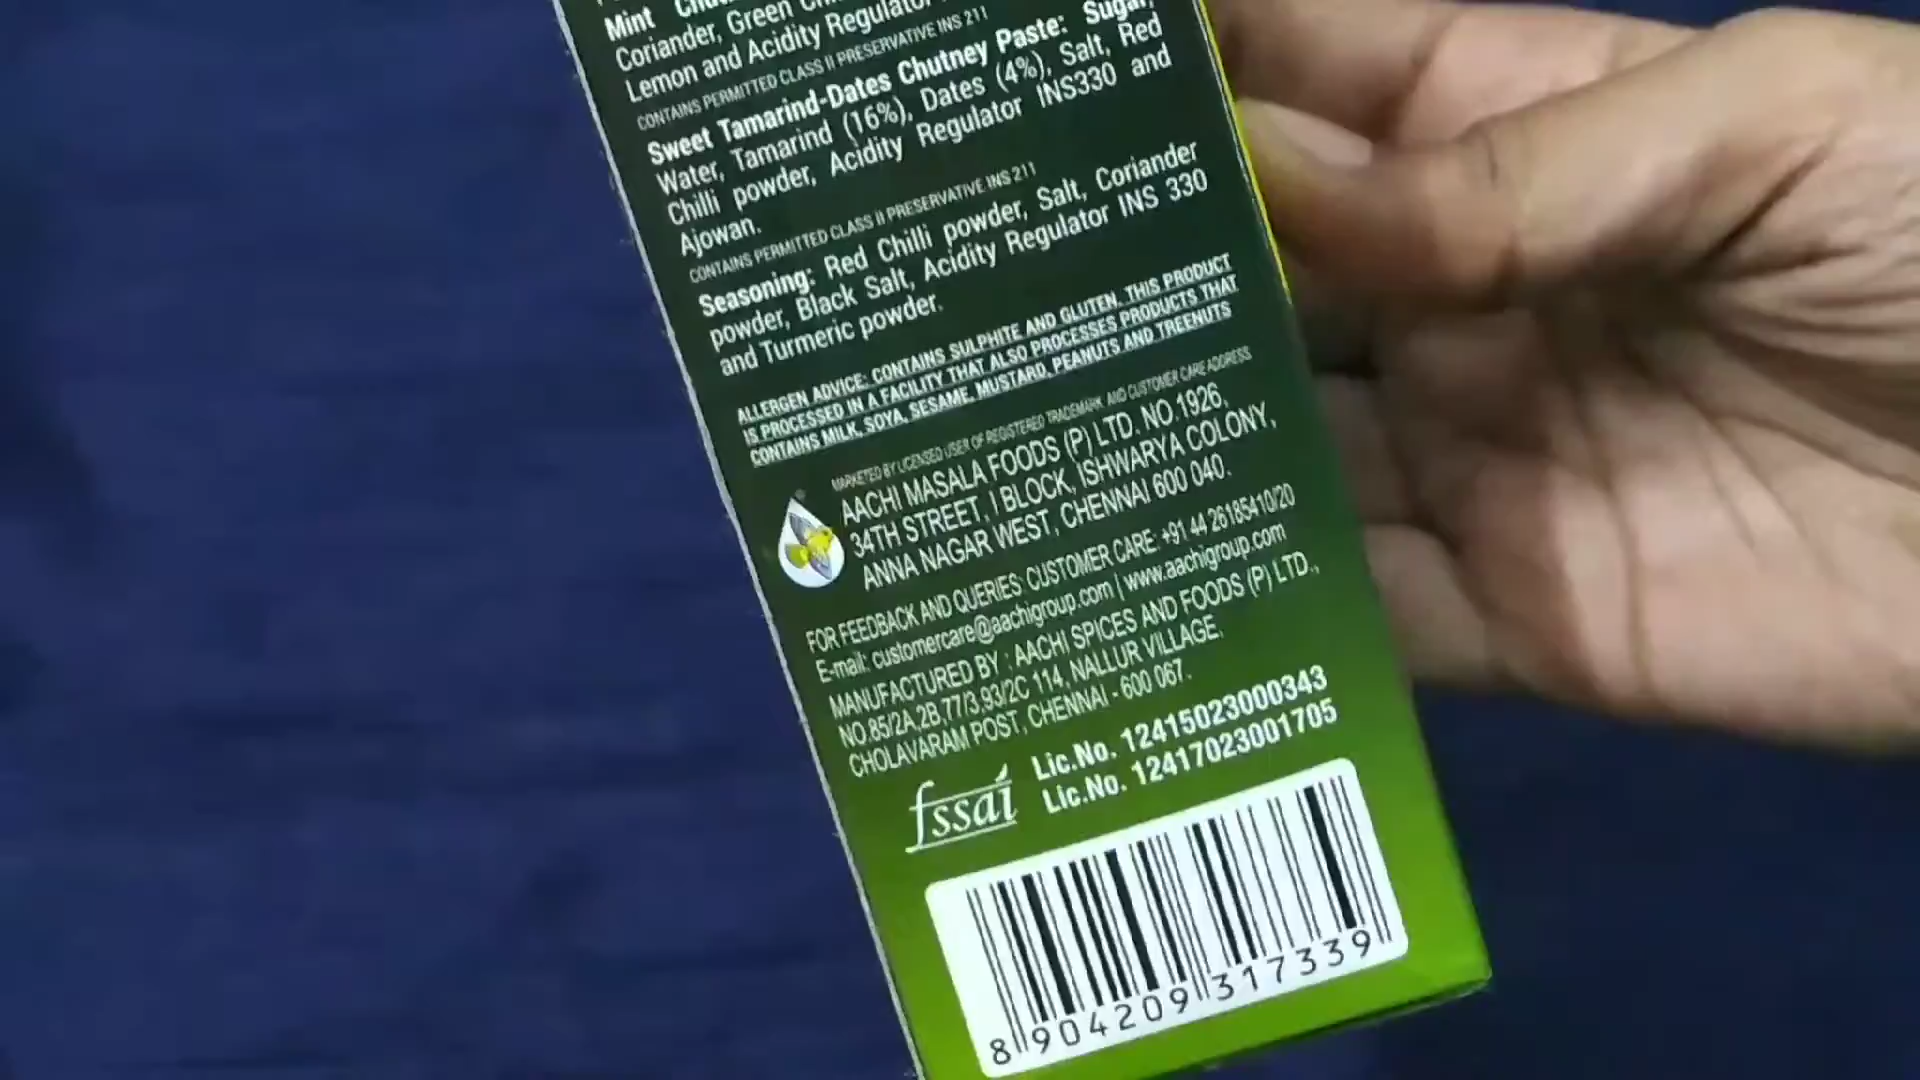 Mint
Coriander, Green
Lemon and Acidity Regulator
CONTAINS PERMITTED CLASS II PRESERVATIVE INS 211
Sweet Tamarind-Dates Chutney Paste: Sugar,
Water, Tamarind (16%), Dates (4%), Salt, Red
Chilli powder, Acidity Regulator INS330 and
Ajowan.
CONTAINS PERMITTED CLASS II PRESERVATIVE INS 211
Seasoning: Red Chilli powder, Salt, Coriander
powder, Black Salt, Acidity Regulator INS 330
and Turmeric powder.
ALLERGEN ADVICE: CONTAINS SULPHITE AND GLUTEN. THIS PRODUCT
IS PROCESSED IN A FACILITY THAT ALSO PROCESSES PRODUCTS THAT
CONTAINS MILK, SOYA, SESAME, MUSTARD, PEANUTS AND TREENUTS
MARKETED BY LICENSED USER OF REGISTERED TRADEMARK AND CUSTOMER CARE ADDRESS
AACHI MASALA FOODS (P) LTD. NO.1926,
34TH STREET, I BLOCK, ISHWARYA COLONY,
ANNA NAGAR WEST, CHENNAI 600 040.
FOR FEEDBACK AND QUERIES: CUSTOMER CARE: +91 44 26185410/20
E-mail: customercare@aachigroup.com | www.aachigroup.com
MANUFACTURED BY : AACHI SPICES AND FOODS (P) LTD.,
NO.85/2A,2B,77/3,93/2C 114, NALLUR VILLAGE,
CHOLAVARAM POST, CHENNAI - 600 067.
fssai
Lic.No. 12415023000343
Lic.No. 12417023001705
8904209317339